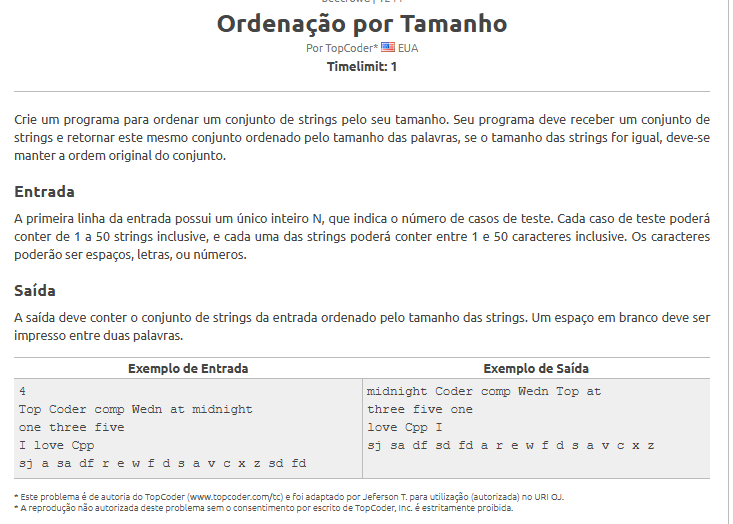 Ordenação por Tamanho
Por TopCoder* EUA
Timelimit: 1
Crie um programa para ordenar um conjunto de strings pelo seu tamanho. Seu programa deve receber um conjunto de
strings e retornar este mesmo conjunto ordenado pelo tamanho das palavras, se o tamanho das strings for igual, deve-se
manter a ordem original do conjunto.
Entrada
A primeira linha da entrada possui um único inteiro N, que indica o número de casos de teste. Cada caso de teste poderá
conter de 1 a 50 strings inclusive, e cada uma das strings poderá conter entre 1 e 50 caracteres inclusive. Os caracteres
poderão ser espaços, letras, ou números.
Saída
A saída deve conter o conjunto de strings da entrada ordenado pelo tamanho das strings. Um espaço em branco deve ser
impresso entre duas palavras.
Exemplo de Entrada
4
Top Coder comp Wedn at midnight
one three five
I love Cpp
sj a sa df r e w f d s a v c x z sd fd
Exemplo de Saída
midnight Coder comp Wedn Top at
three five one
love Cpp I
sj sa df sd fd a r e w f d s a v c x z
* Este problema é de autoria do TopCoder (www.topcoder.com/tc) e foi adaptado por Jeferson T. para utilização (autorizada) no URI OJ.
* A reprodução não autorizada deste problema sem o consentimento por escrito de TopCoder, Inc. é estritamente proibida.